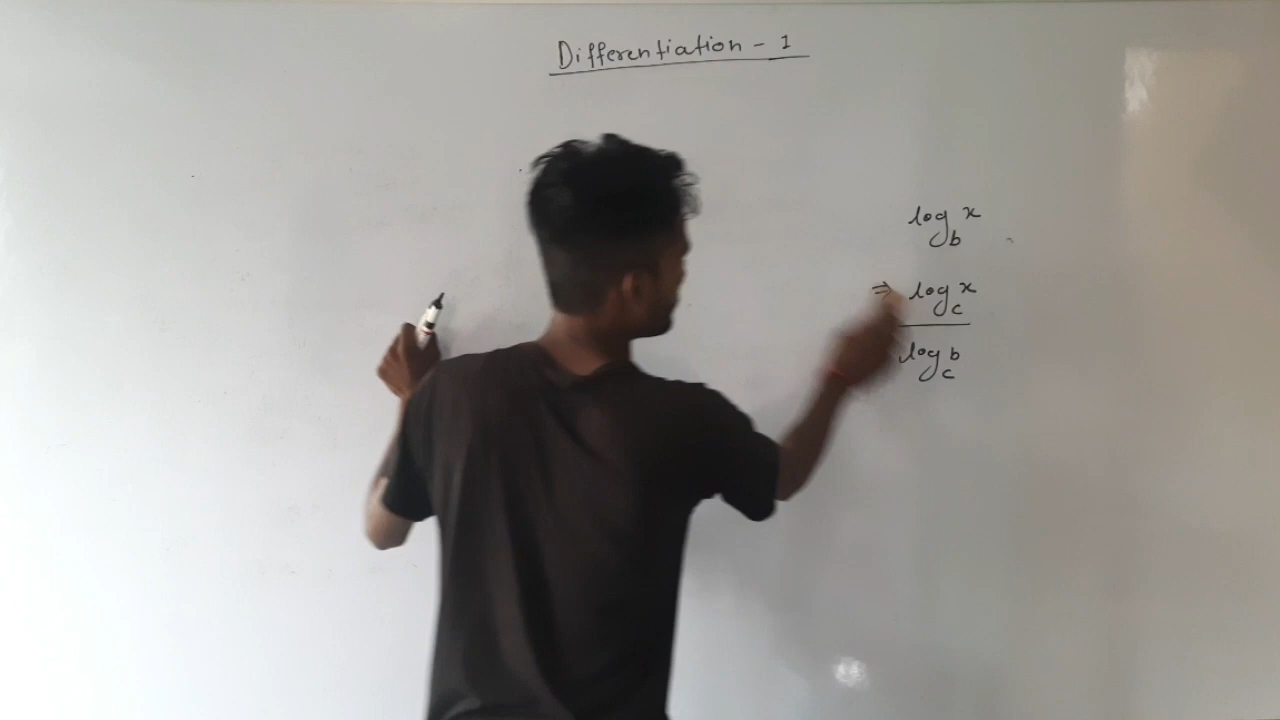 Differentiation - 1
log_b x
⇒ log_c x
log_c b